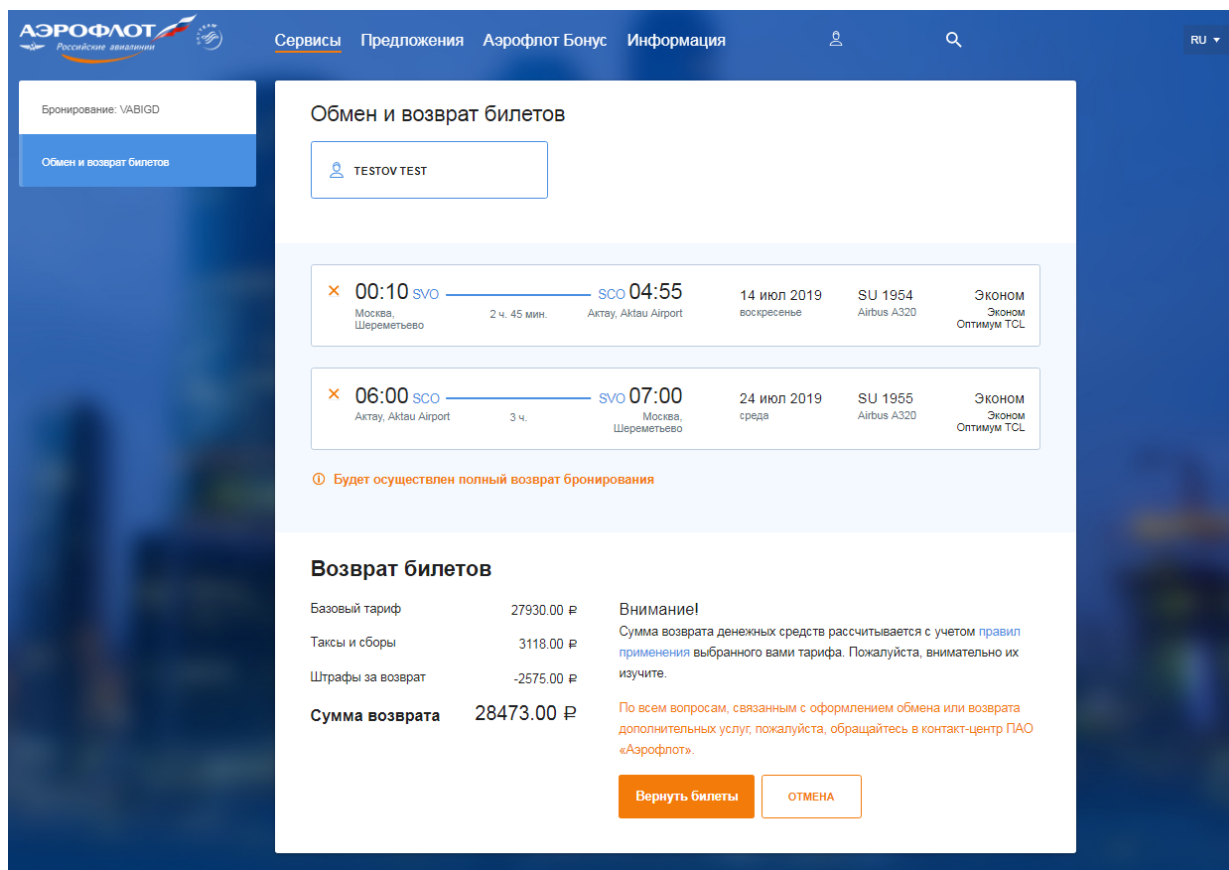 АЭРОФЛОТ
Российские авиалинии
Сервисы Предложения Аэрофлот Бонус Информация RU
Бронирование: VABIGD
Обмен и возврат билетов
Обмен и возврат билетов
TESTOV TEST
00:10 SVO SCO 04:55 14 июл 2019 SU 1954 Эконом
Москва, Шереметьево 2 ч. 45 мин. Актау, Aktau Airport воскресенье Airbus A320 Эконом Оптимум TCL
06:00 SCO SVO 07:00 24 июл 2019 SU 1955 Эконом
Актау, Aktau Airport 3 ч. Москва, Шереметьево среда Airbus A320 Эконом Оптимум TCL
Будет осуществлен полный возврат бронирования
Возврат билетов
Базовый тариф 27930.00 ₽
Таксы и сборы 3118.00 ₽
Штрафы за возврат -2575.00 ₽
Сумма возврата 28473.00 ₽
Внимание!
Сумма возврата денежных средств рассчитывается с учетом правил
применения выбранного вами тарифа. Пожалуйста, внимательно их
изучите.
По всем вопросам, связанным с оформлением обмена или возврата
дополнительных услуг, пожалуйста, обращайтесь в контакт-центр ПАО
«Аэрофлот».
Вернуть билеты ОТМЕНА